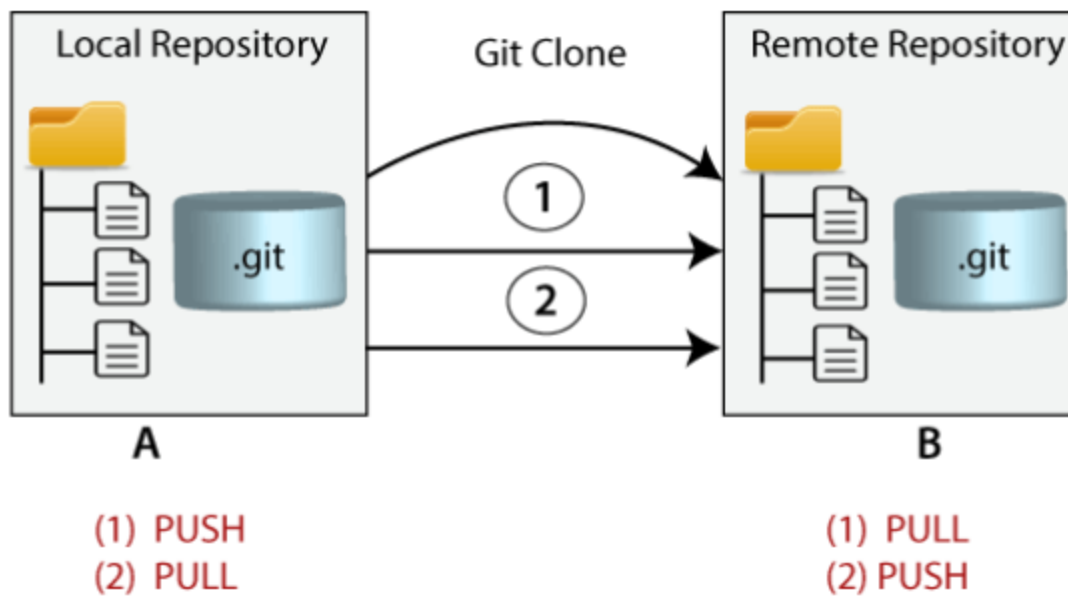 Local Repository
Git Clone
Remote Repository
1
.git
.git
2
A
B
(1) PUSH
(2) PULL
(1) PULL
(2) PUSH